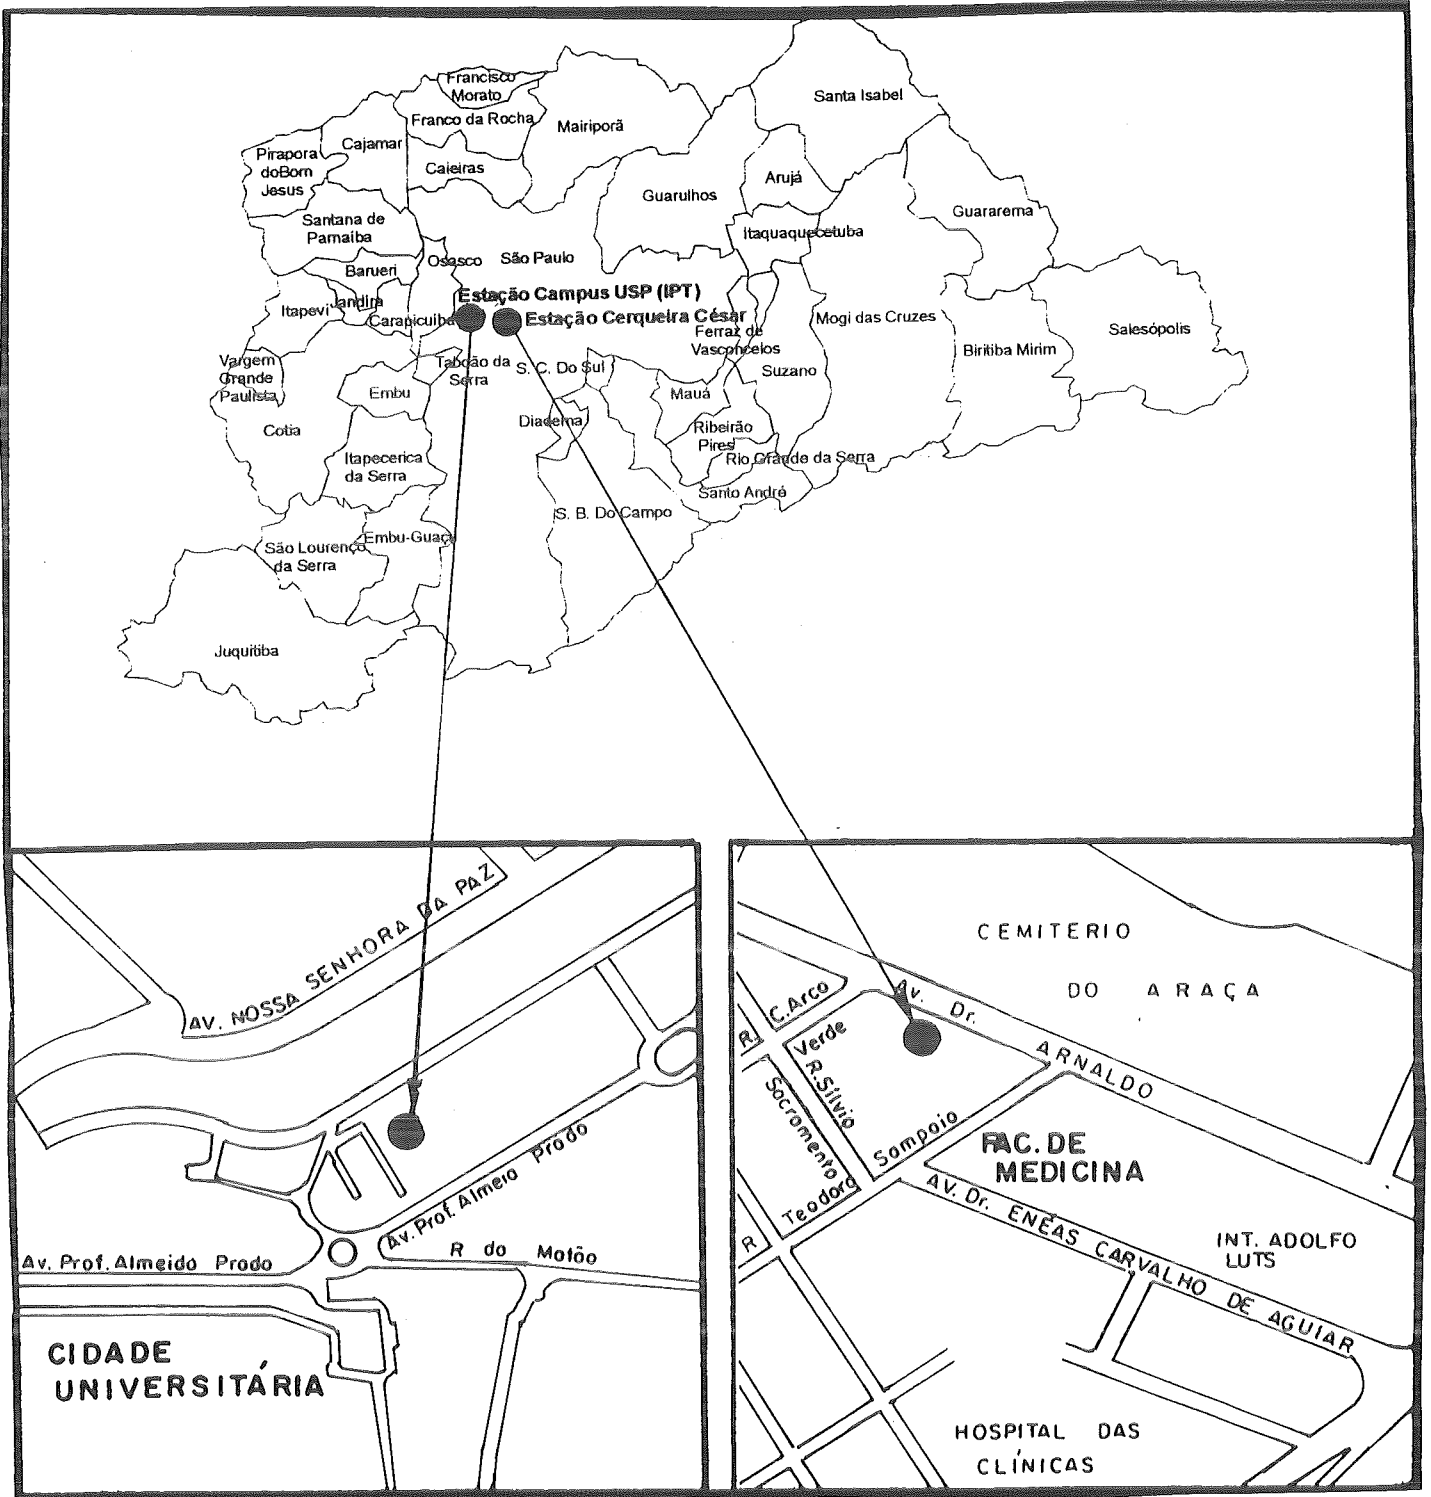 Francisco
Morato
Santa Isabel
Franco da Rocha
Mairiporã
Cajamar
Pirapora
doBom
Jesus
Caieiras
Arujá
Guarulhos
Guararema
Santana de
Parnaíba
Itaquaquecetuba
Osasco
São Paulo
Barueri
Estação Campus USP (IPT)
Jandira
Itapevi
Carapicuiba
Estação Cerqueira César
Mogi das Cruzes
Salesópolis
Ferraz de
Vasconcelos
Biritiba Mirim
Vargem
Grande
Paulista
Taboão da
Serra
S. C. Do Sul
Suzano
Embu
Mauá
Diadema
Cotia
Ribeirão
Pires
Itapecerica
da Serra
Rio Grande da Serra
Santo André
S. B. Do Campo
Embu-Guaçu
São Lourenço
da Serra
Juquitiba
AV. NOSSA SENHORA DA PAZ
Av. Prof. Almeia Prado
Av. Prof. Almeido Prado
R do Matão
CIDADE
UNIVERSITÁRIA
CEMITERIO
DO ARAÇA
C. Arco
Verde
Av. Dr.
ARNALDO
R.
R. Sílvio
Sacramento
Sampaio
Teodoro
R
FAC. DE
MEDICINA
AV. Dr. ENÉAS CARVALHO DE AGUIAR
INT. ADOLFO
LUTS
HOSPITAL DAS
CLÍNICAS